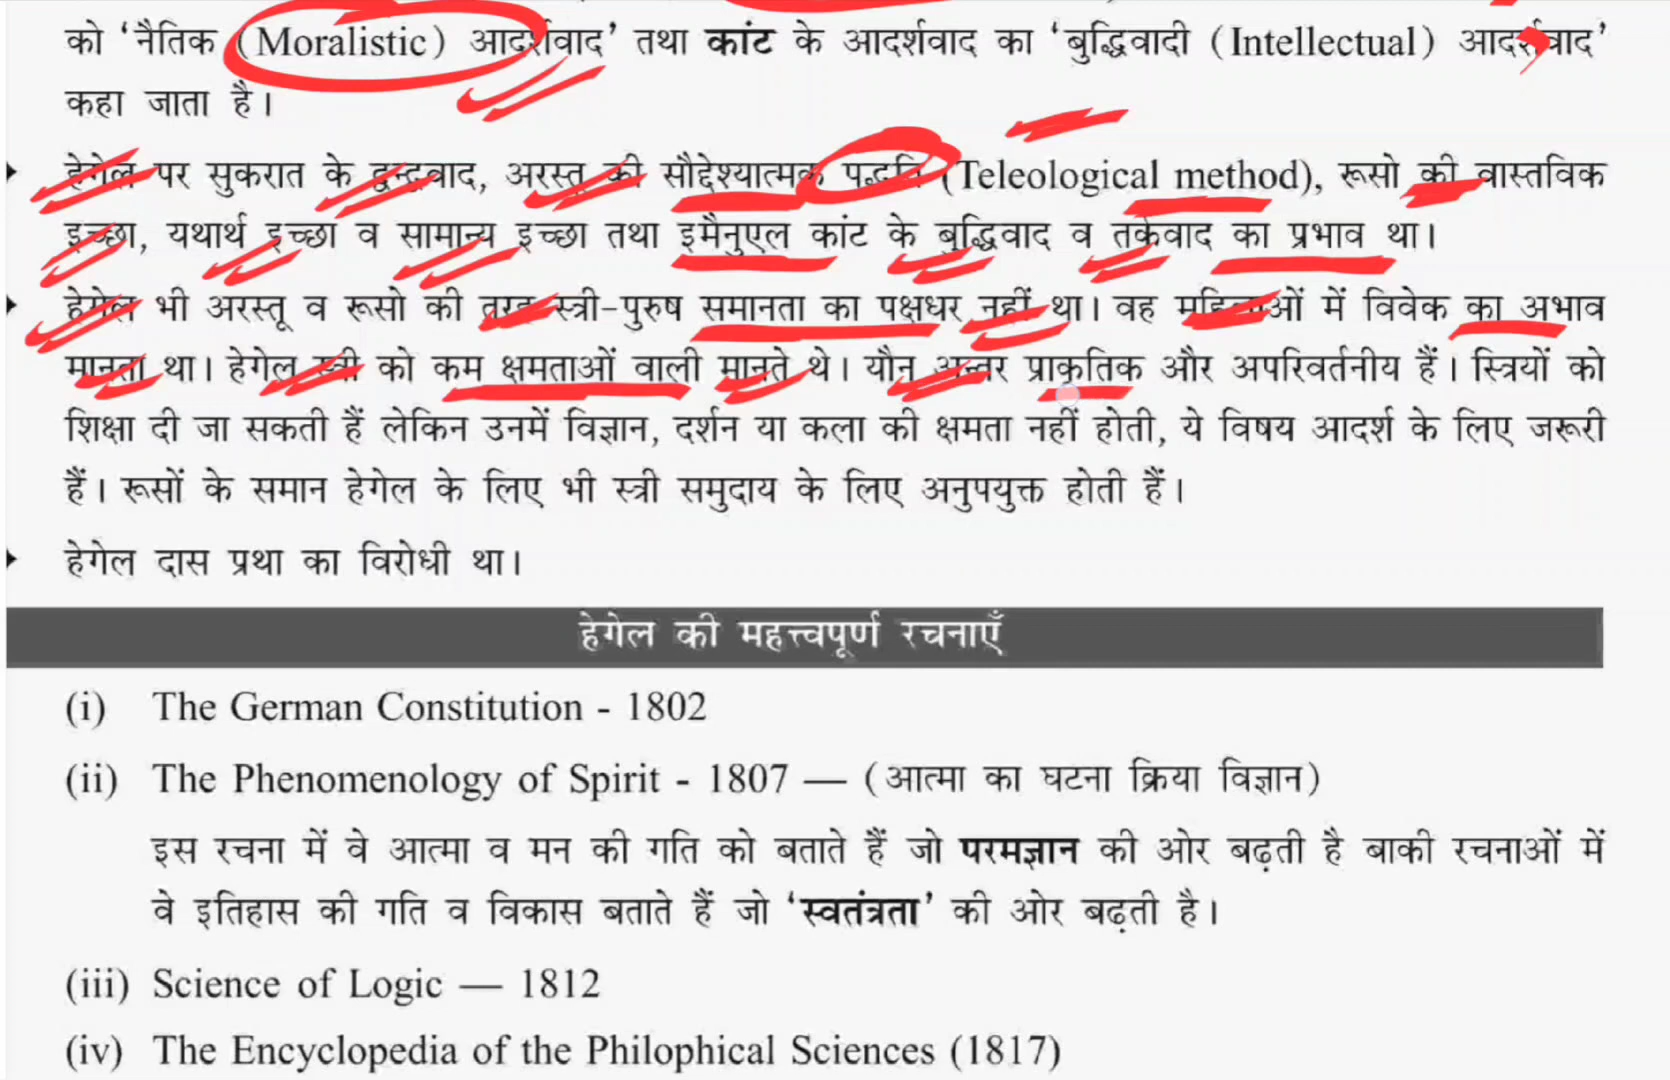 को ‘नैतिक (Moralistic) आदर्शवाद’ तथा कांट के आदर्शवाद का ‘बुद्धिवादी (Intellectual) आदर्शवाद’
कहा जाता है।
हेगेल पर सुकरात के द्वन्द्ववाद, अरस्तू की सौद्देश्यात्मक पद्धति (Teleological method), रूसो की वास्तविक
इच्छा, यथार्थ इच्छा व सामान्य इच्छा तथा इमैनुएल कांट के बुद्धिवाद व तर्कवाद का प्रभाव था।
हेगेल भी अरस्तू व रूसो की तरह स्त्री-पुरुष समानता का पक्षधर नहीं था। वह महिलाओं में विवेक का अभाव
मानता था। हेगेल स्त्री को कम क्षमताओं वाली मानते थे। यौन अन्तर प्राकृतिक और अपरिवर्तनीय हैं। स्त्रियों को
शिक्षा दी जा सकती हैं लेकिन उनमें विज्ञान, दर्शन या कला की क्षमता नहीं होती, ये विषय आदर्श के लिए जरूरी
हैं। रूसों के समान हेगेल के लिए भी स्त्री समुदाय के लिए अनुपयुक्त होती हैं।
हेगेल दास प्रथा का विरोधी था।
हेगेल की महत्त्वपूर्ण रचनाएँ
(i) The German Constitution - 1802
(ii) The Phenomenology of Spirit - 1807 — (आत्मा का घटना क्रिया विज्ञान)
इस रचना में वे आत्मा व मन की गति को बताते हैं जो परमज्ञान की ओर बढ़ती है बाकी रचनाओं में
वे इतिहास की गति व विकास बताते हैं जो ‘स्वतंत्रता’ की ओर बढ़ती है।
(iii) Science of Logic — 1812
(iv) The Encyclopedia of the Philophical Sciences (1817)